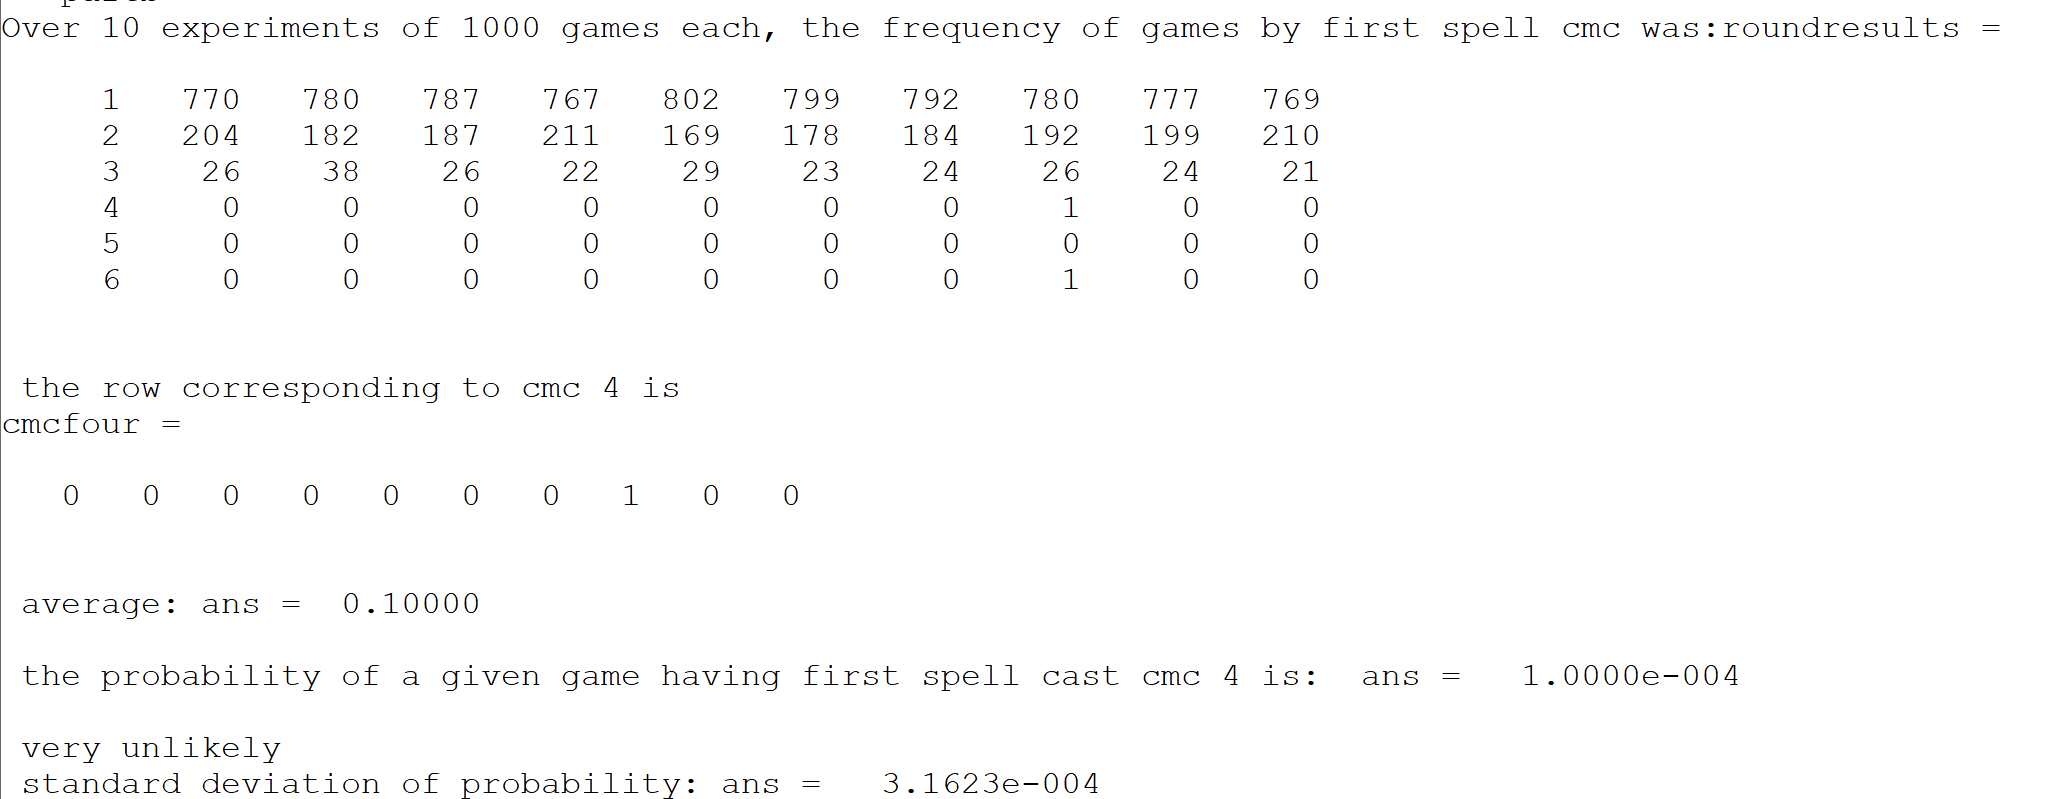 Over 10 experiments of 1000 games each, the frequency of games by first spell cmc was:roundresults =
1 770 780 787 767 802 799 792 780 777 769
2 204 182 187 211 169 178 184 192 199 210
3 26 38 26 22 29 23 24 26 24 21
4 0 0 0 0 0 0 0 1 0 0
5 0 0 0 0 0 0 0 0 0 0
6 0 0 0 0 0 0 0 1 0 0
the row corresponding to cmc 4 is
cmcfour =
0 0 0 0 0 0 0 1 0 0
average: ans = 0.10000
the probability of a given game having first spell cast cmc 4 is: ans = 1.0000e-004
very unlikely
standard deviation of probability: ans = 3.1623e-004